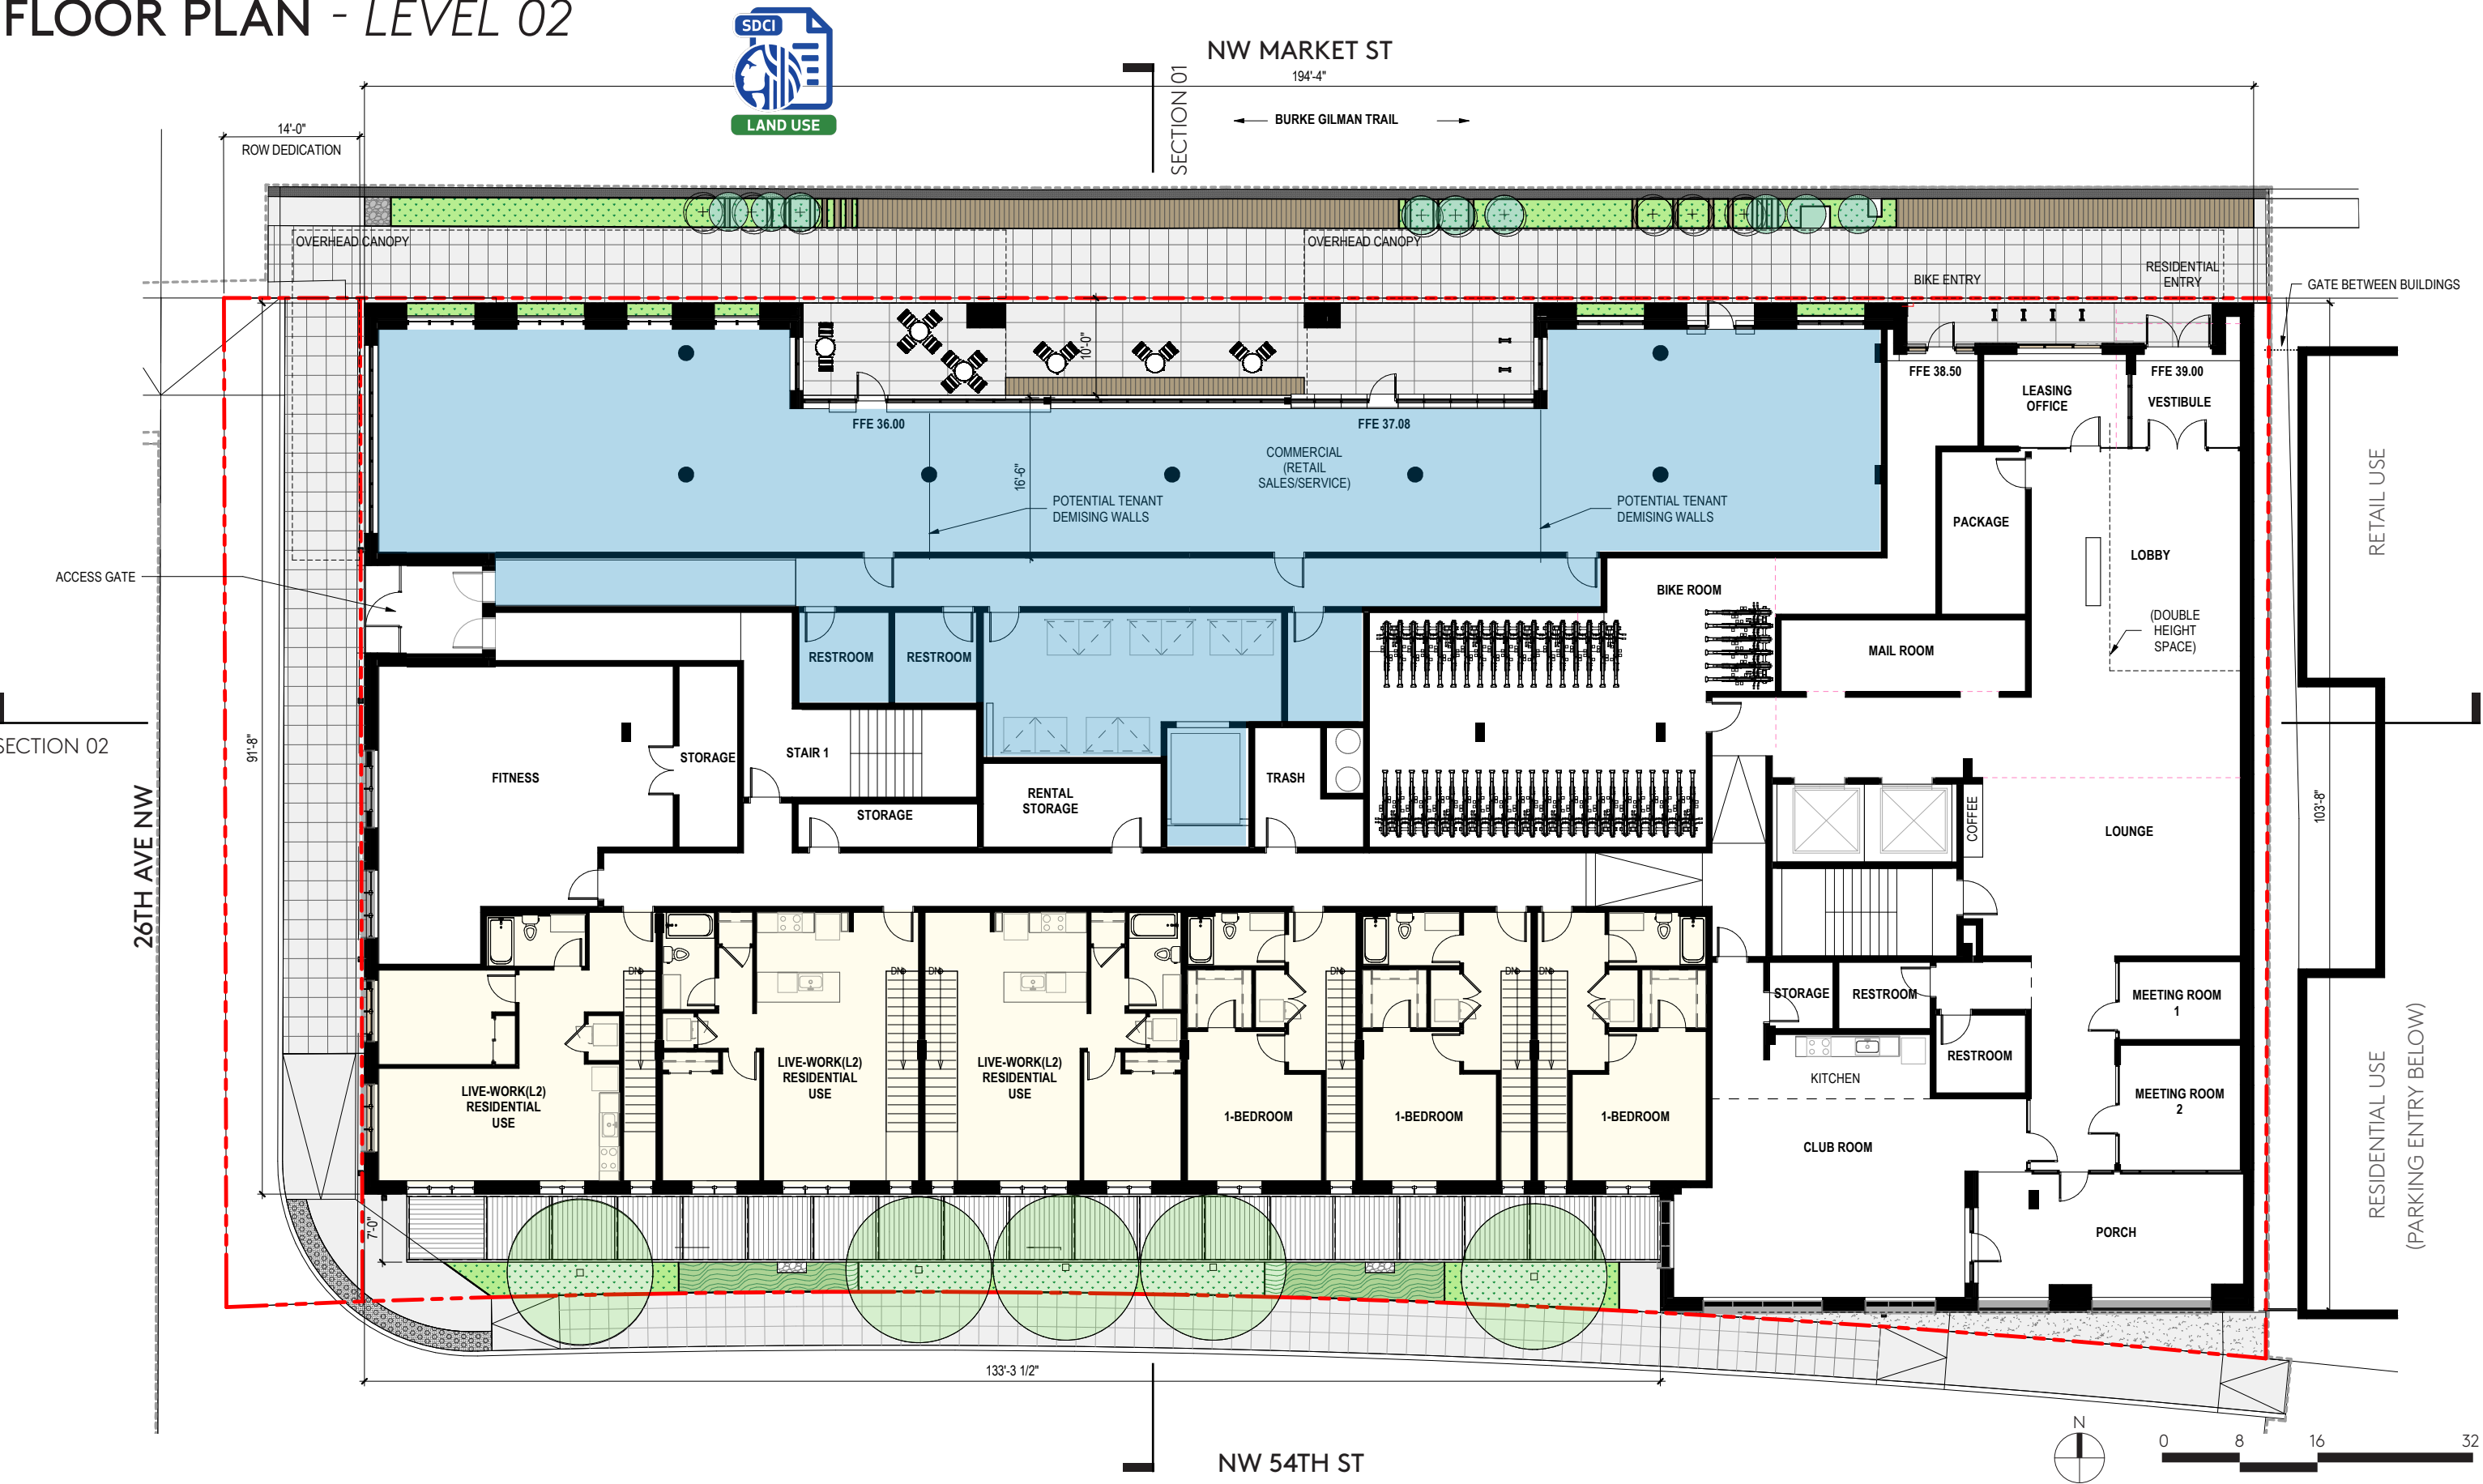 FLOOR PLAN - LEVEL 02
SDCI
LAND USE
NW MARKET ST
194'-4"
SECTION 01
BURKE GILMAN TRAIL
14'-0"
ROW DEDICATION
OVERHEAD CANOPY
OVERHEAD CANOPY
BIKE ENTRY
RESIDENTIAL
ENTRY
GATE BETWEEN BUILDINGS
10'-0"
FFE 36.00
FFE 37.08
FFE 38.50
FFE 39.00
LEASING
OFFICE
VESTIBULE
COMMERCIAL
(RETAIL
SALES/SERVICE)
16'-6"
POTENTIAL TENANT
DEMISING WALLS
POTENTIAL TENANT
DEMISING WALLS
PACKAGE
LOBBY
RETAIL USE
ACCESS GATE
BIKE ROOM
(DOUBLE
HEIGHT
SPACE)
MAIL ROOM
RESTROOM
RESTROOM
SECTION 02
91'-8"
26TH AVE NW
FITNESS
STORAGE
STAIR 1
STORAGE
RENTAL
STORAGE
TRASH
COFFEE
LOUNGE
103'-8"
DN
DN
DN
DN
DN
STORAGE
RESTROOM
MEETING ROOM
1
RESTROOM
KITCHEN
MEETING ROOM
2
LIVE-WORK(L2)
RESIDENTIAL
USE
LIVE-WORK(L2)
RESIDENTIAL
USE
LIVE-WORK(L2)
RESIDENTIAL
USE
1-BEDROOM
1-BEDROOM
1-BEDROOM
CLUB ROOM
PORCH
RESIDENTIAL USE
(PARKING ENTRY BELOW)
7'-0"
133'-3 1/2"
NW 54TH ST
N
0 8 16 32